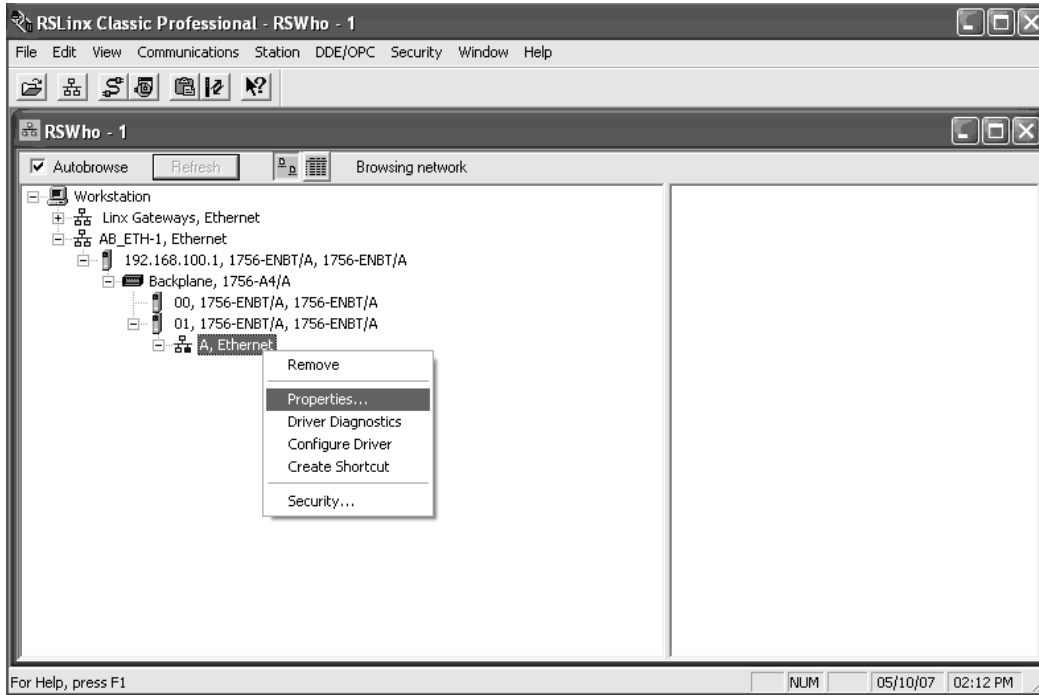 RSLinx Classic Professional - RSWho - 1
File Edit View Communications Station DDE/OPC Security Window Help
RSWho - 1
Autobrowse Refresh Browsing network
Workstation
Linx Gateways, Ethernet
AB_ETH-1, Ethernet
192.168.100.1, 1756-ENBT/A, 1756-ENBT/A
Backplane, 1756-A4/A
00, 1756-ENBT/A, 1756-ENBT/A
01, 1756-ENBT/A, 1756-ENBT/A
A, Ethernet
Remove
Properties...
Driver Diagnostics
Configure Driver
Create Shortcut
Security...
For Help, press F1 NUM 05/10/07 02:12 PM